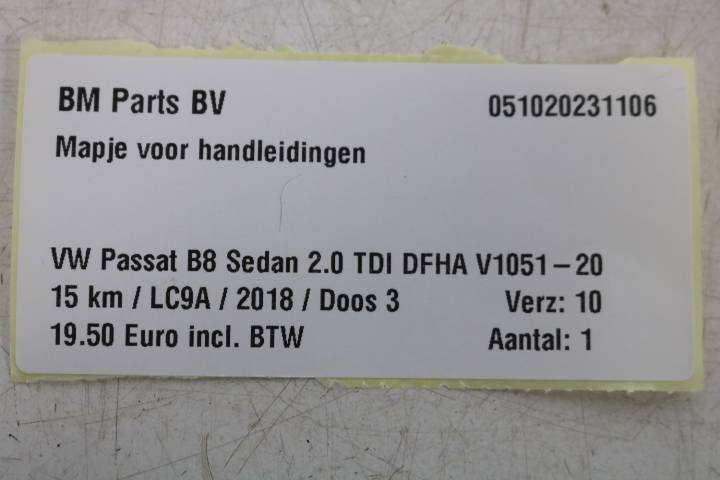 BM Parts BV 051020231106
Mapje voor handleidingen
VW Passat B8 Sedan 2.0 TDI DFHA V1051-20
15 km / LC9A / 2018 / Doos 3 Verz: 10
19.50 Euro incl. BTW Aantal: 1